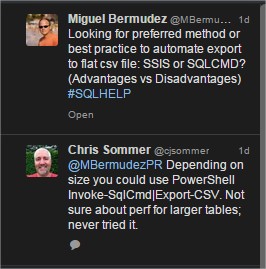 Miguel Bermudez @MBermu... 1d
Looking for preferred method or
best practice to automate export
to flat csv file: SSIS or SQLCMD?
(Advantages vs Disadvantages)
#SQLHELP
Open
Chris Sommer @cjsommer 1d
@MBermudezPR Depending on
size you could use PowerShell
Invoke-SqlCmd|Export-CSV. Not
sure about perf for larger tables;
never tried it.